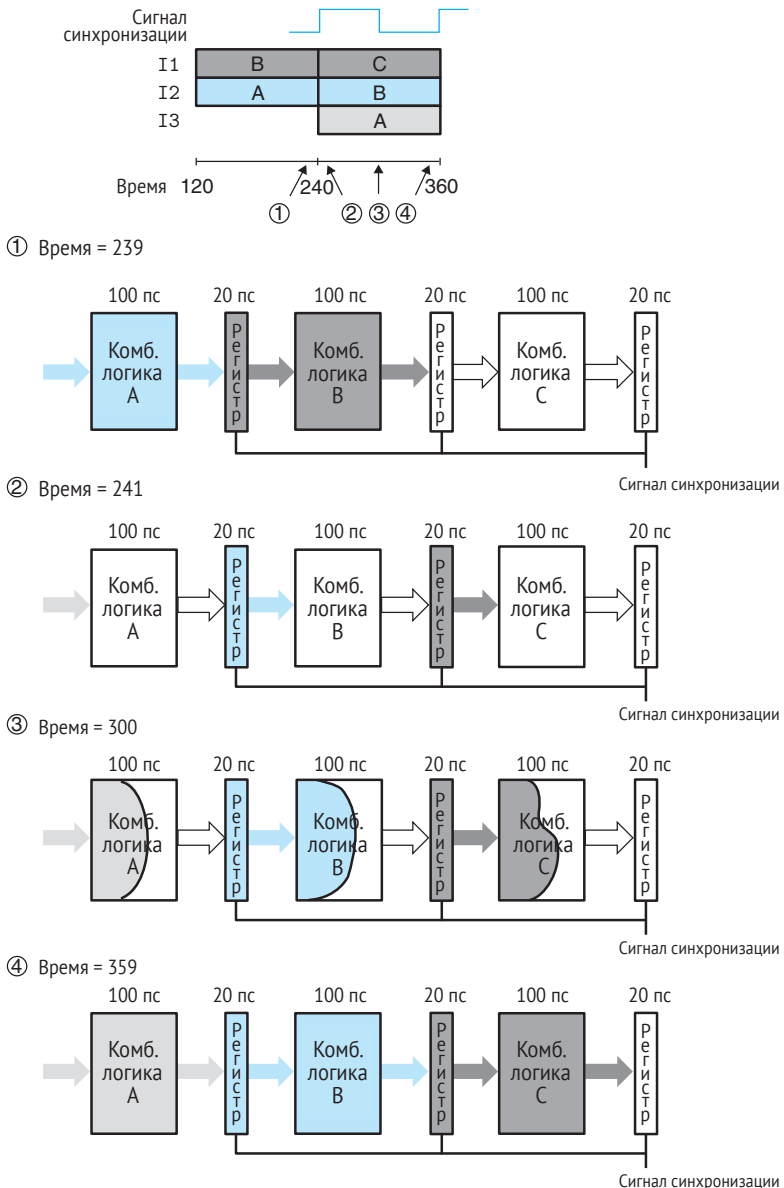 Сигнал
синхронизации
I1 B C
I2 A B
I3 A
Время 120 240 360
① ② ③ ④
① Время = 239
100 пс 20 пс 100 пс 20 пс 100 пс 20 пс
Комб. логика A
Регистр
Комб. логика B
Регистр
Комб. логика C
Регистр
Сигнал синхронизации
② Время = 241
100 пс 20 пс 100 пс 20 пс 100 пс 20 пс
Комб. логика A
Регистр
Комб. логика B
Регистр
Комб. логика C
Регистр
Сигнал синхронизации
③ Время = 300
100 пс 20 пс 100 пс 20 пс 100 пс 20 пс
Комб. логика A
Регистр
Комб. логика B
Регистр
Комб. логика C
Регистр
Сигнал синхронизации
④ Время = 359
100 пс 20 пс 100 пс 20 пс 100 пс 20 пс
Комб. логика A
Регистр
Комб. логика B
Регистр
Комб. логика C
Регистр
Сигнал синхронизации